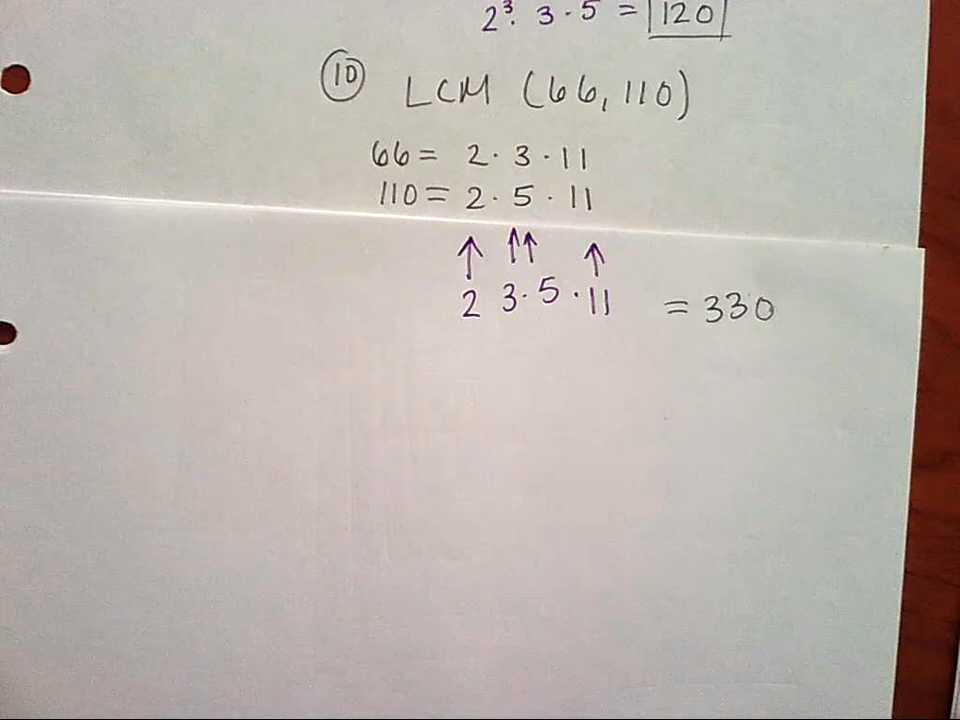 2³· 3 · 5 = 120
10 LCM (66, 110)
66 = 2 · 3 · 11
110 = 2 · 5 · 11
↑ ↑↑ ↑
2 3 · 5 · 11 = 330